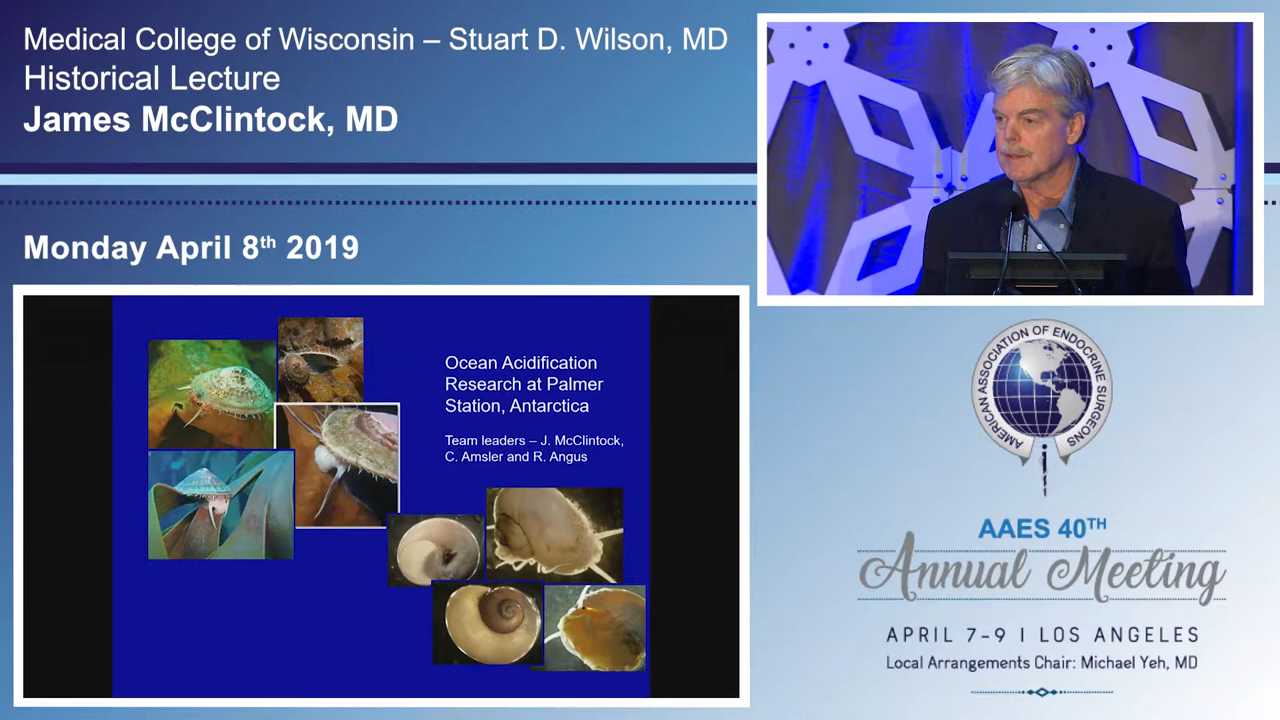 Medical College of Wisconsin – Stuart D. Wilson, MD
Historical Lecture
James McClintock, MD
Monday April 8th 2019
Ocean Acidification
Research at Palmer
Station, Antarctica
Team leaders – J. McClintock,
C. Amsler and R. Angus
AMERICAN ASSOCIATION OF ENDOCRINE SURGEONS
AAES 40TH
Annual Meeting
APRIL 7-9 I LOS ANGELES
Local Arrangements Chair: Michael Yeh, MD